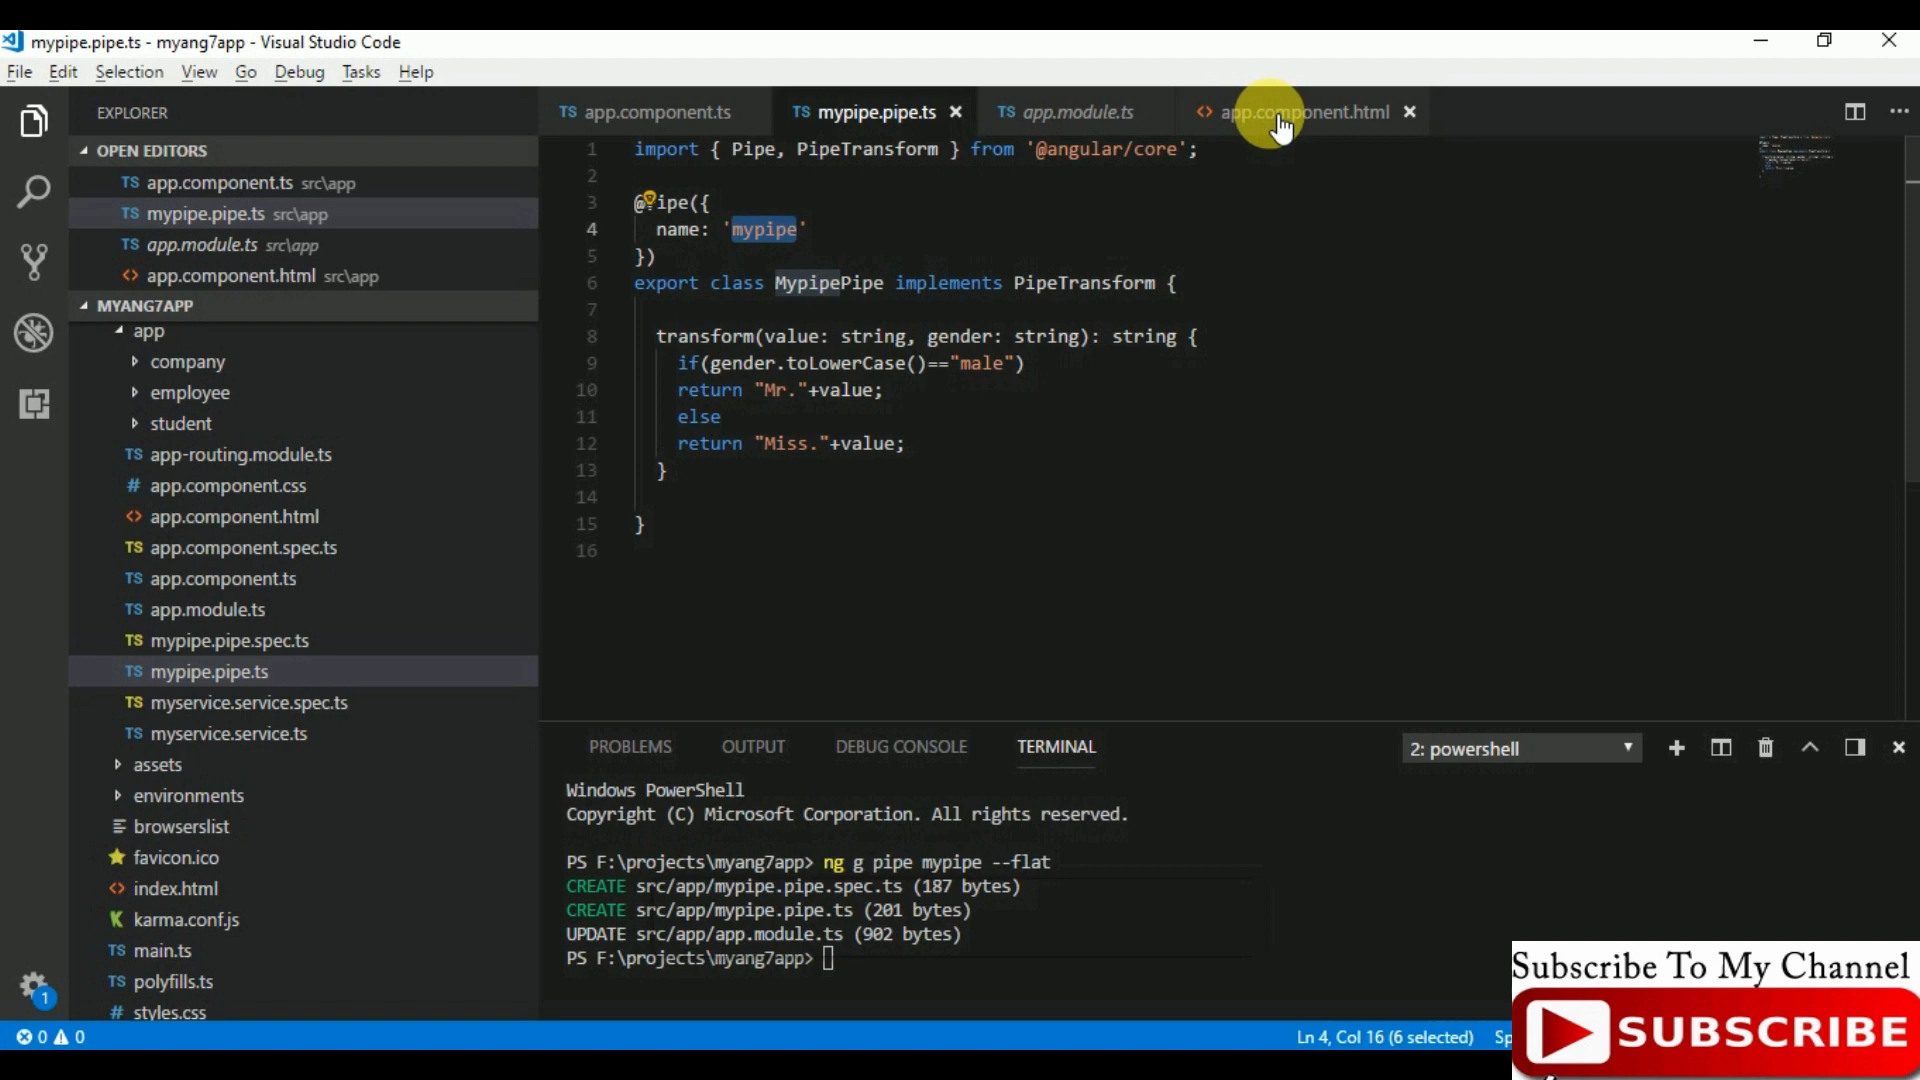 mypipe.pipe.ts - myang7app - Visual Studio Code
File Edit Selection View Go Debug Tasks Help
EXPLORER
OPEN EDITORS
TS app.component.ts src\app
TS mypipe.pipe.ts src\app
TS app.module.ts src\app
<> app.component.html src\app
MYANG7APP
app
company
employee
student
TS app-routing.module.ts
# app.component.css
<> app.component.html
TS app.component.spec.ts
TS app.component.ts
TS app.module.ts
TS mypipe.pipe.spec.ts
TS mypipe.pipe.ts
TS myservice.service.spec.ts
TS myservice.service.ts
assets
environments
browserslist
favicon.ico
<> index.html
karma.conf.js
TS main.ts
TS polyfills.ts
# styles.css
1
TS app.component.ts TS mypipe.pipe.ts TS app.module.ts <> app.component.html
1 import { Pipe, PipeTransform } from '@angular/core';
2
3 @ ipe({
4 name: 'mypipe'
5 })
6 export class MypipePipe implements PipeTransform {
7
8 transform(value: string, gender: string): string {
9 if(gender.toLowerCase()=="male")
10 return "Mr."+value;
11 else
12 return "Miss."+value;
13 }
14
15 }
16
PROBLEMS OUTPUT DEBUG CONSOLE TERMINAL 2: powershell
Windows PowerShell
Copyright (C) Microsoft Corporation. All rights reserved.
PS F:\projects\myang7app> ng g pipe mypipe --flat
CREATE src/app/mypipe.pipe.spec.ts (187 bytes)
CREATE src/app/mypipe.pipe.ts (201 bytes)
UPDATE src/app/app.module.ts (902 bytes)
PS F:\projects\myang7app>
0 0 Ln 4, Col 16 (6 selected) Sp
Subscribe To My Channel
SUBSCRIBE